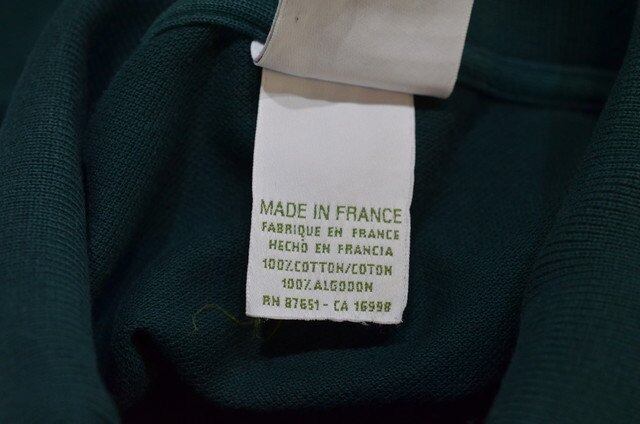 MADE IN FRANCE
FABRIQUE EN FRANCE
HECHO EN FRANCIA
100%COTTON/COTON
100%ALGODON
RN 87651 - CA 16998